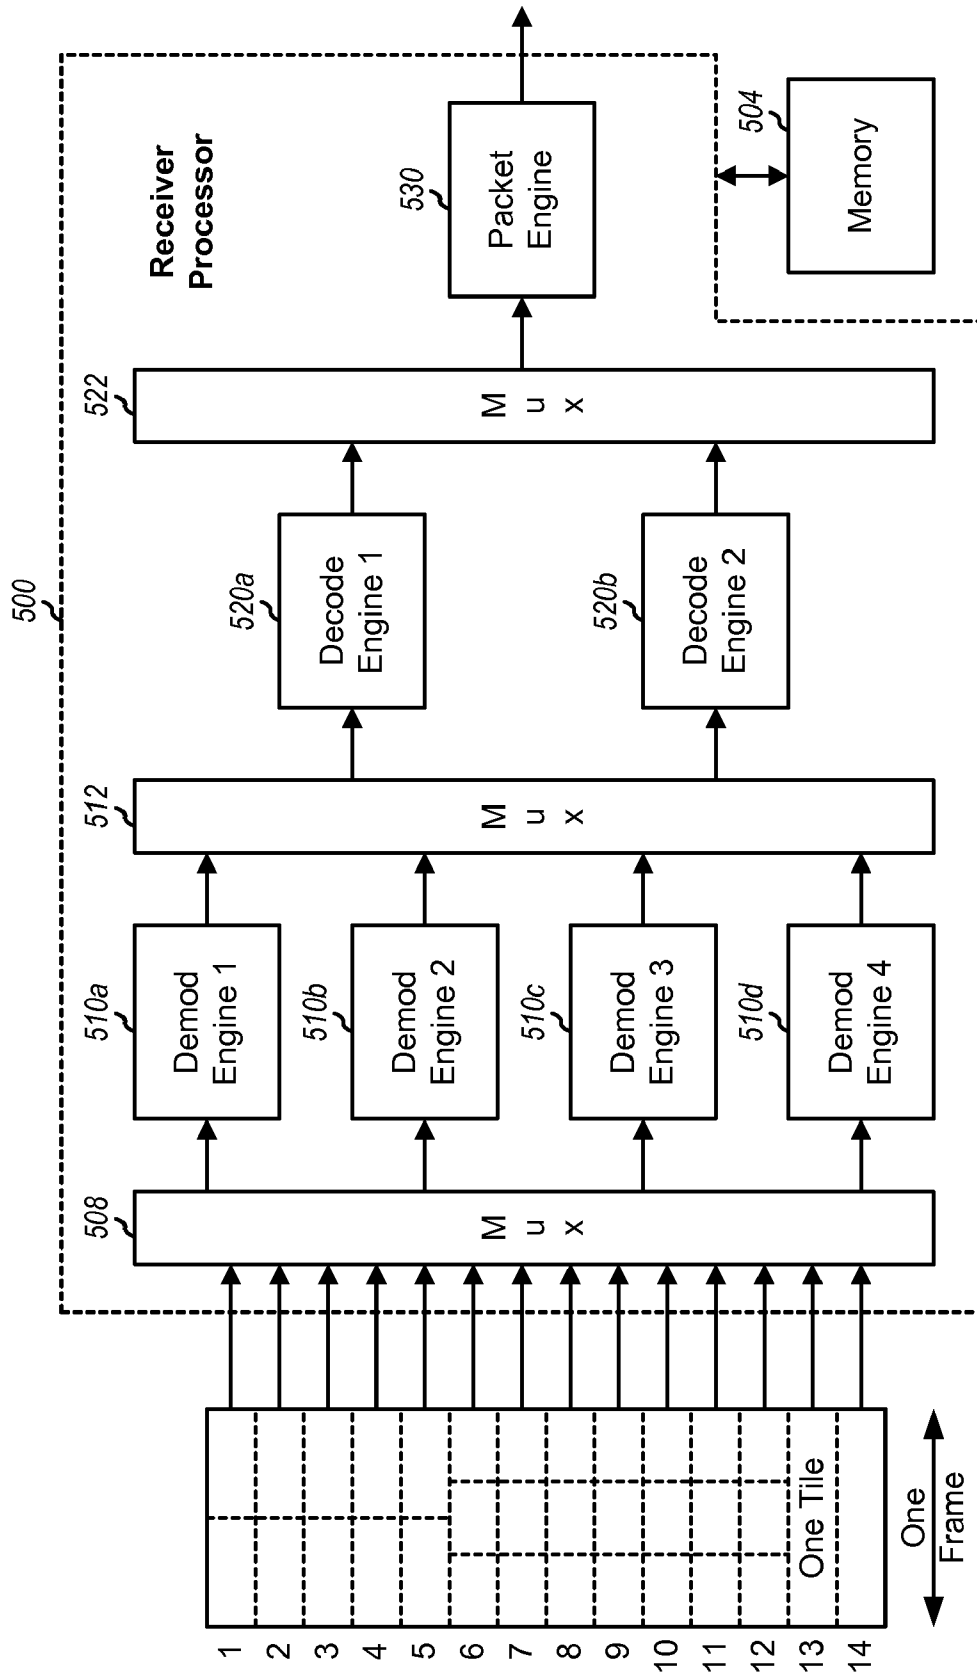 500
Receiver
Processor
1
2
3
4
5
6
7
8
9
10
11
12
13
14
One Tile
One
Frame
508
M
u
x
510a
Demod
Engine 1
510b
Demod
Engine 2
510c
Demod
Engine 3
510d
Demod
Engine 4
512
M
u
x
520a
Decode
Engine 1
520b
Decode
Engine 2
522
M
u
x
530
Packet
Engine
504
Memory